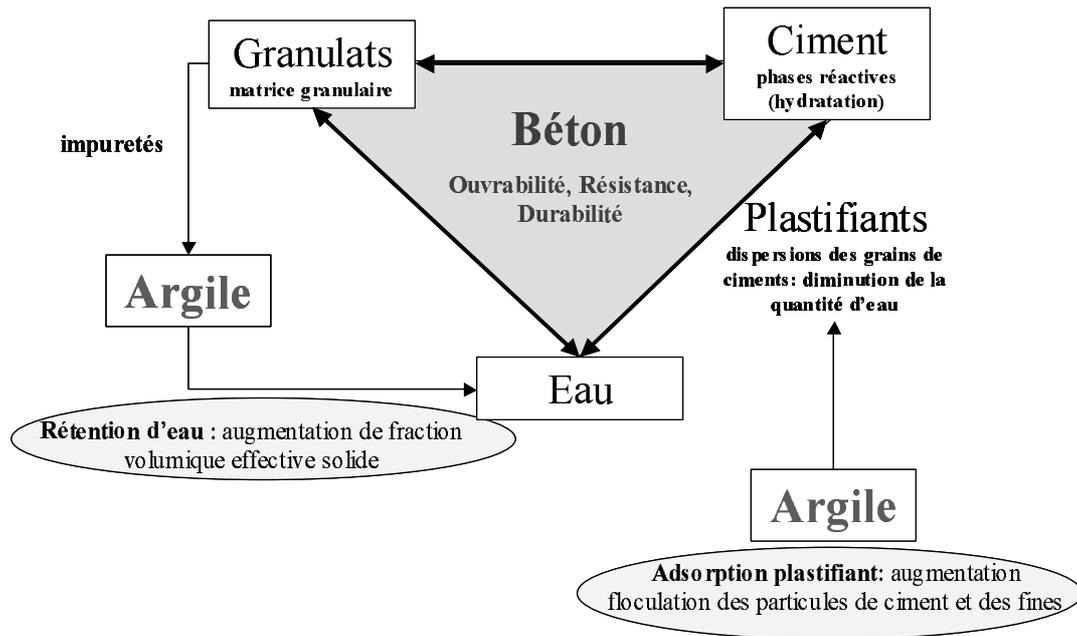 Granulats
matrice granulaire
Ciment
phases réactives
(hydratation)
impuretés
Béton
Ouvrabilité, Résistance,
Durabilité
Plastifiants
dispersions des grains de
ciments: diminution de la
quantité d'eau
Argile
Eau
Rétention d'eau : augmentation de fraction
volumique effective solide
Argile
Adsorption plastifiant: augmentation
floculation des particules de ciment et des fines